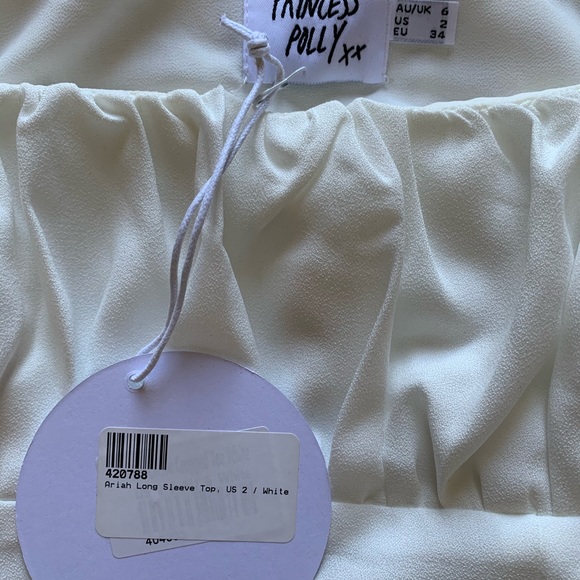 PRINCESS
POLLY xx
AU/UK 6
US 2
EU 34
420788
Ariah Long Sleeve Top, US 2 / White